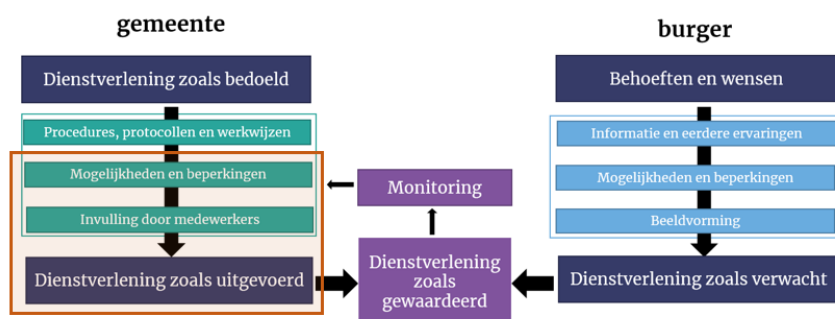 gemeente
Dienstverlening zoals bedoeld
Procedures, protocollen en werkwijzen
Mogelijkheden en beperkingen
Invulling door medewerkers
Dienstverlening zoals uitgevoerd
Monitoring
Dienstverlening
zoals
gewaardeerd
burger
Behoeften en wensen
Informatie en eerdere ervaringen
Mogelijkheden en beperkingen
Beeldvorming
Dienstverlening zoals verwacht